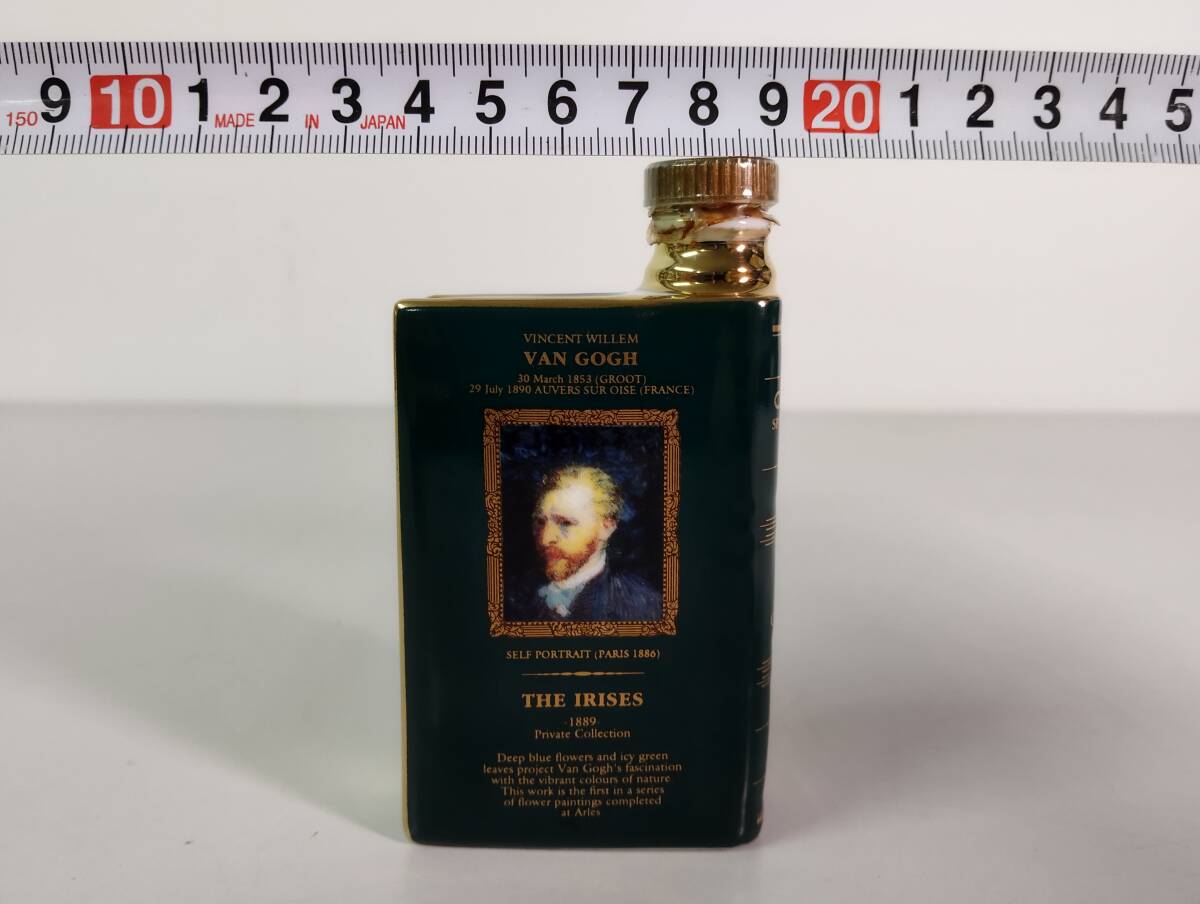 9 10 1 2 3 4 5 6 7 8 9 20 1 2 3 4 5
150 MADE IN JAPAN
VINCENT WILLEM
VAN GOGH
30 March 1853 (GROOT)
29 July 1890 AUVERS SUR OISE (FRANCE)
SELF PORTRAIT (PARIS 1886)
THE IRISES
·1889·
Private Collection
Deep blue flowers and icy green
leaves project Van Gogh's fascination
with the vibrant colours of nature
This work is the first in a series
of flower paintings completed
at Arles